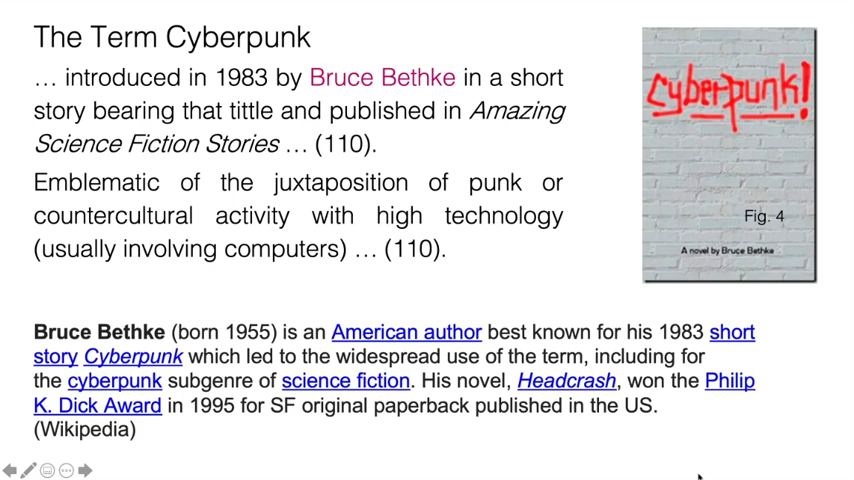 The Term Cyberpunk
… introduced in 1983 by Bruce Bethke in a short
story bearing that tittle and published in Amazing
Science Fiction Stories … (110).
Emblematic of the juxtaposition of punk or
countercultural activity with high technology
(usually involving computers) … (110).
cyberpunk!
Fig. 4
A novel by Bruce Bethke
Bruce Bethke (born 1955) is an American author best known for his 1983 short
story Cyberpunk which led to the widespread use of the term, including for
the cyberpunk subgenre of science fiction. His novel, Headcrash, won the Philip
K. Dick Award in 1995 for SF original paperback published in the US.
(Wikipedia)